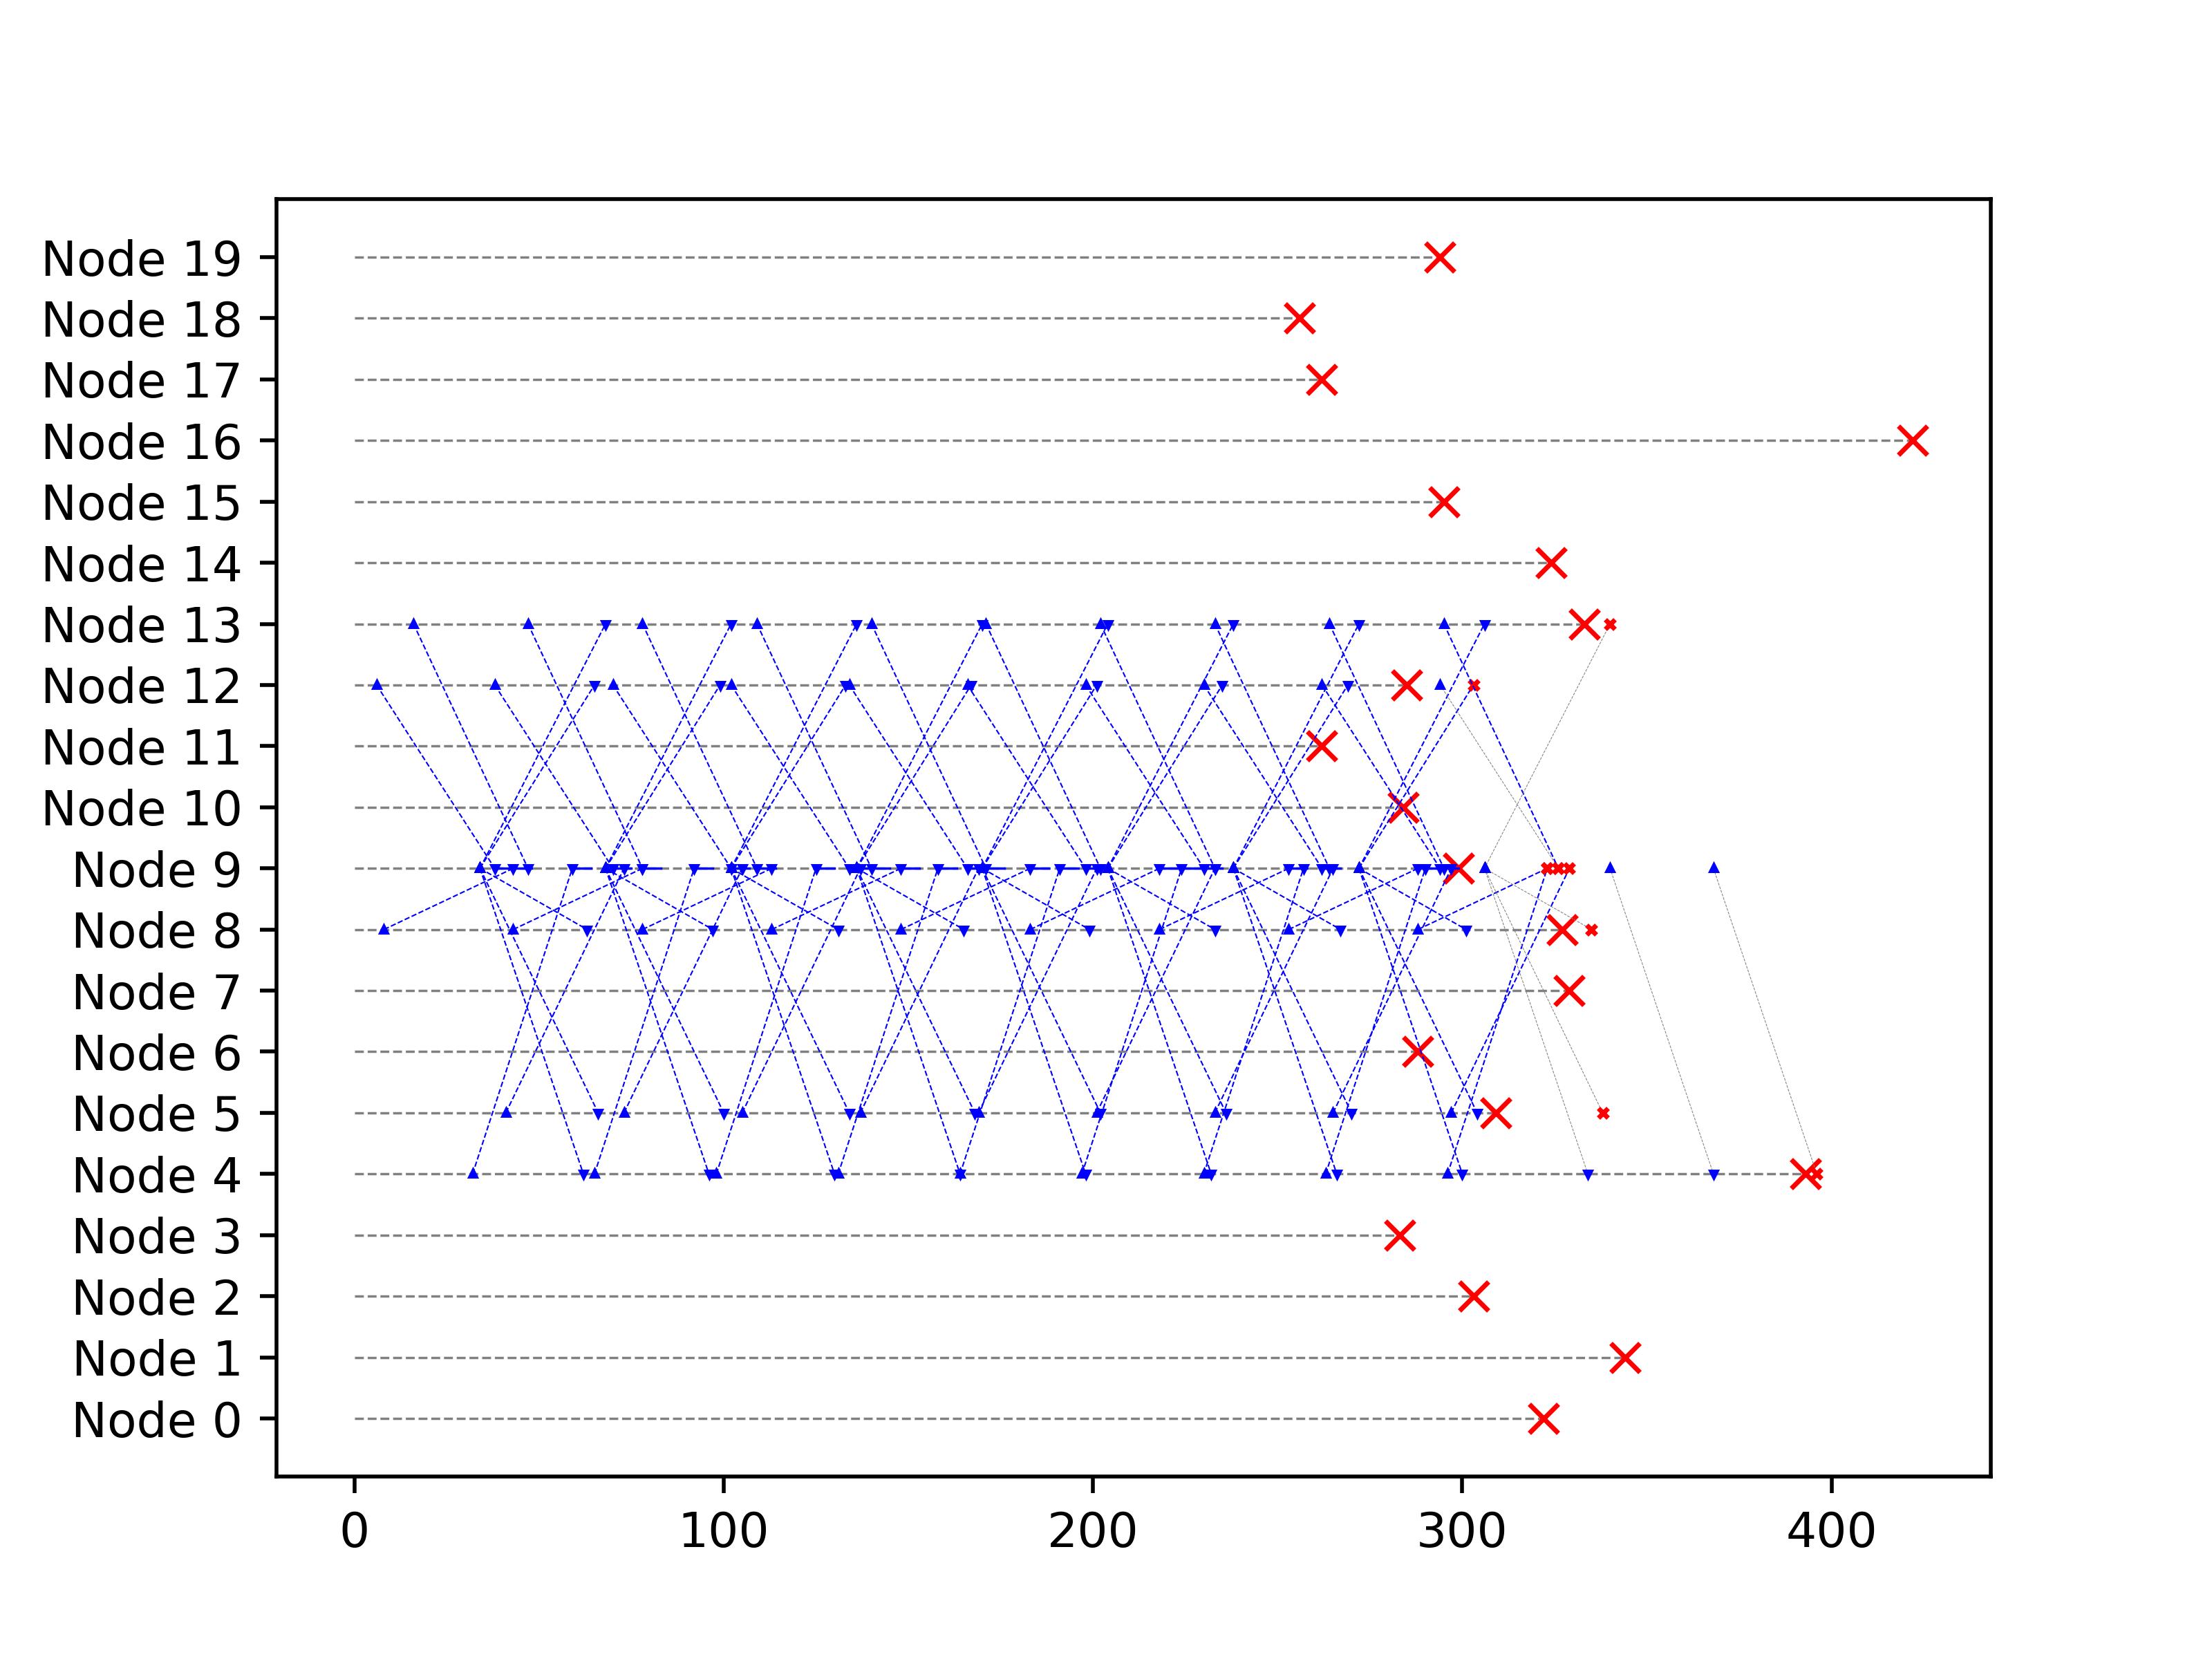 Node 19
Node 18
Node 17
Node 16
Node 15
Node 14
Node 13
Node 12
Node 11
Node 10
Node 9
Node 8
Node 7
Node 6
Node 5
Node 4
Node 3
Node 2
Node 1
Node 0
0 100 200 300 400